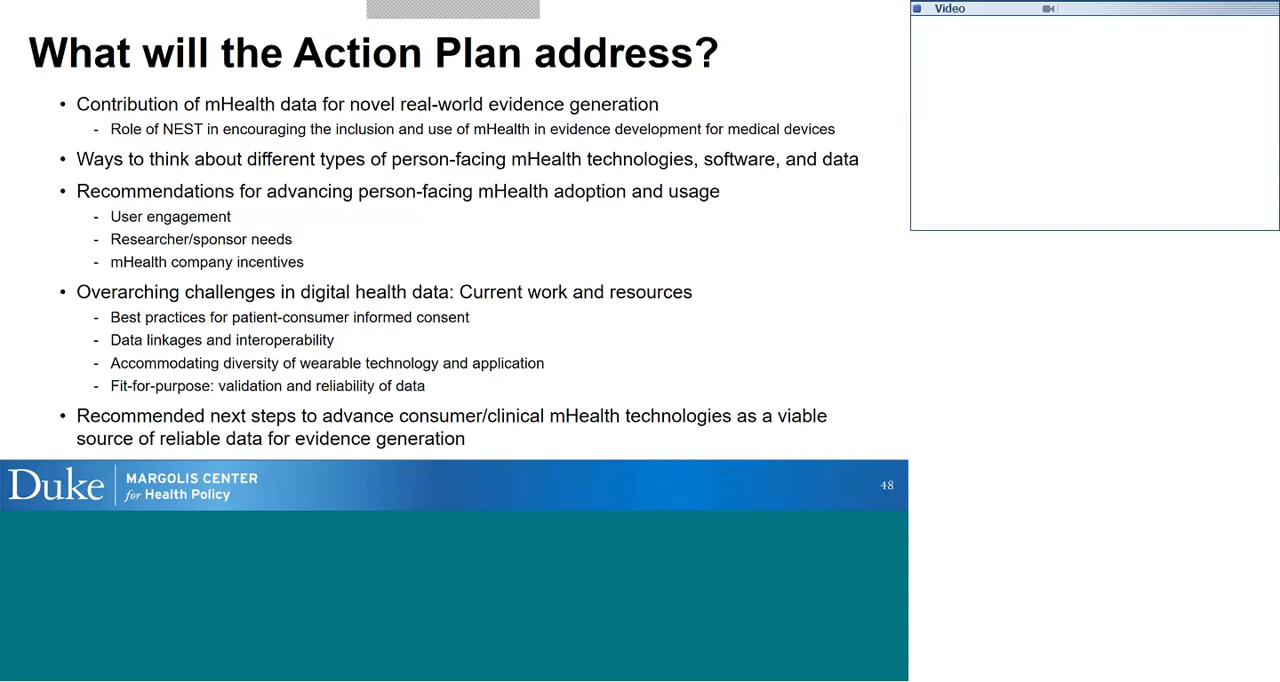 What will the Action Plan address?
• Contribution of mHealth data for novel real-world evidence generation
- Role of NEST in encouraging the inclusion and use of mHealth in evidence development for medical devices
• Ways to think about different types of person-facing mHealth technologies, software, and data
• Recommendations for advancing person-facing mHealth adoption and usage
- User engagement
- Researcher/sponsor needs
- mHealth company incentives
• Overarching challenges in digital health data: Current work and resources
- Best practices for patient-consumer informed consent
- Data linkages and interoperability
- Accommodating diversity of wearable technology and application
- Fit-for-purpose: validation and reliability of data
• Recommended next steps to advance consumer/clinical mHealth technologies as a viable
source of reliable data for evidence generation
Duke
MARGOLIS CENTER
for Health Policy
48
Video